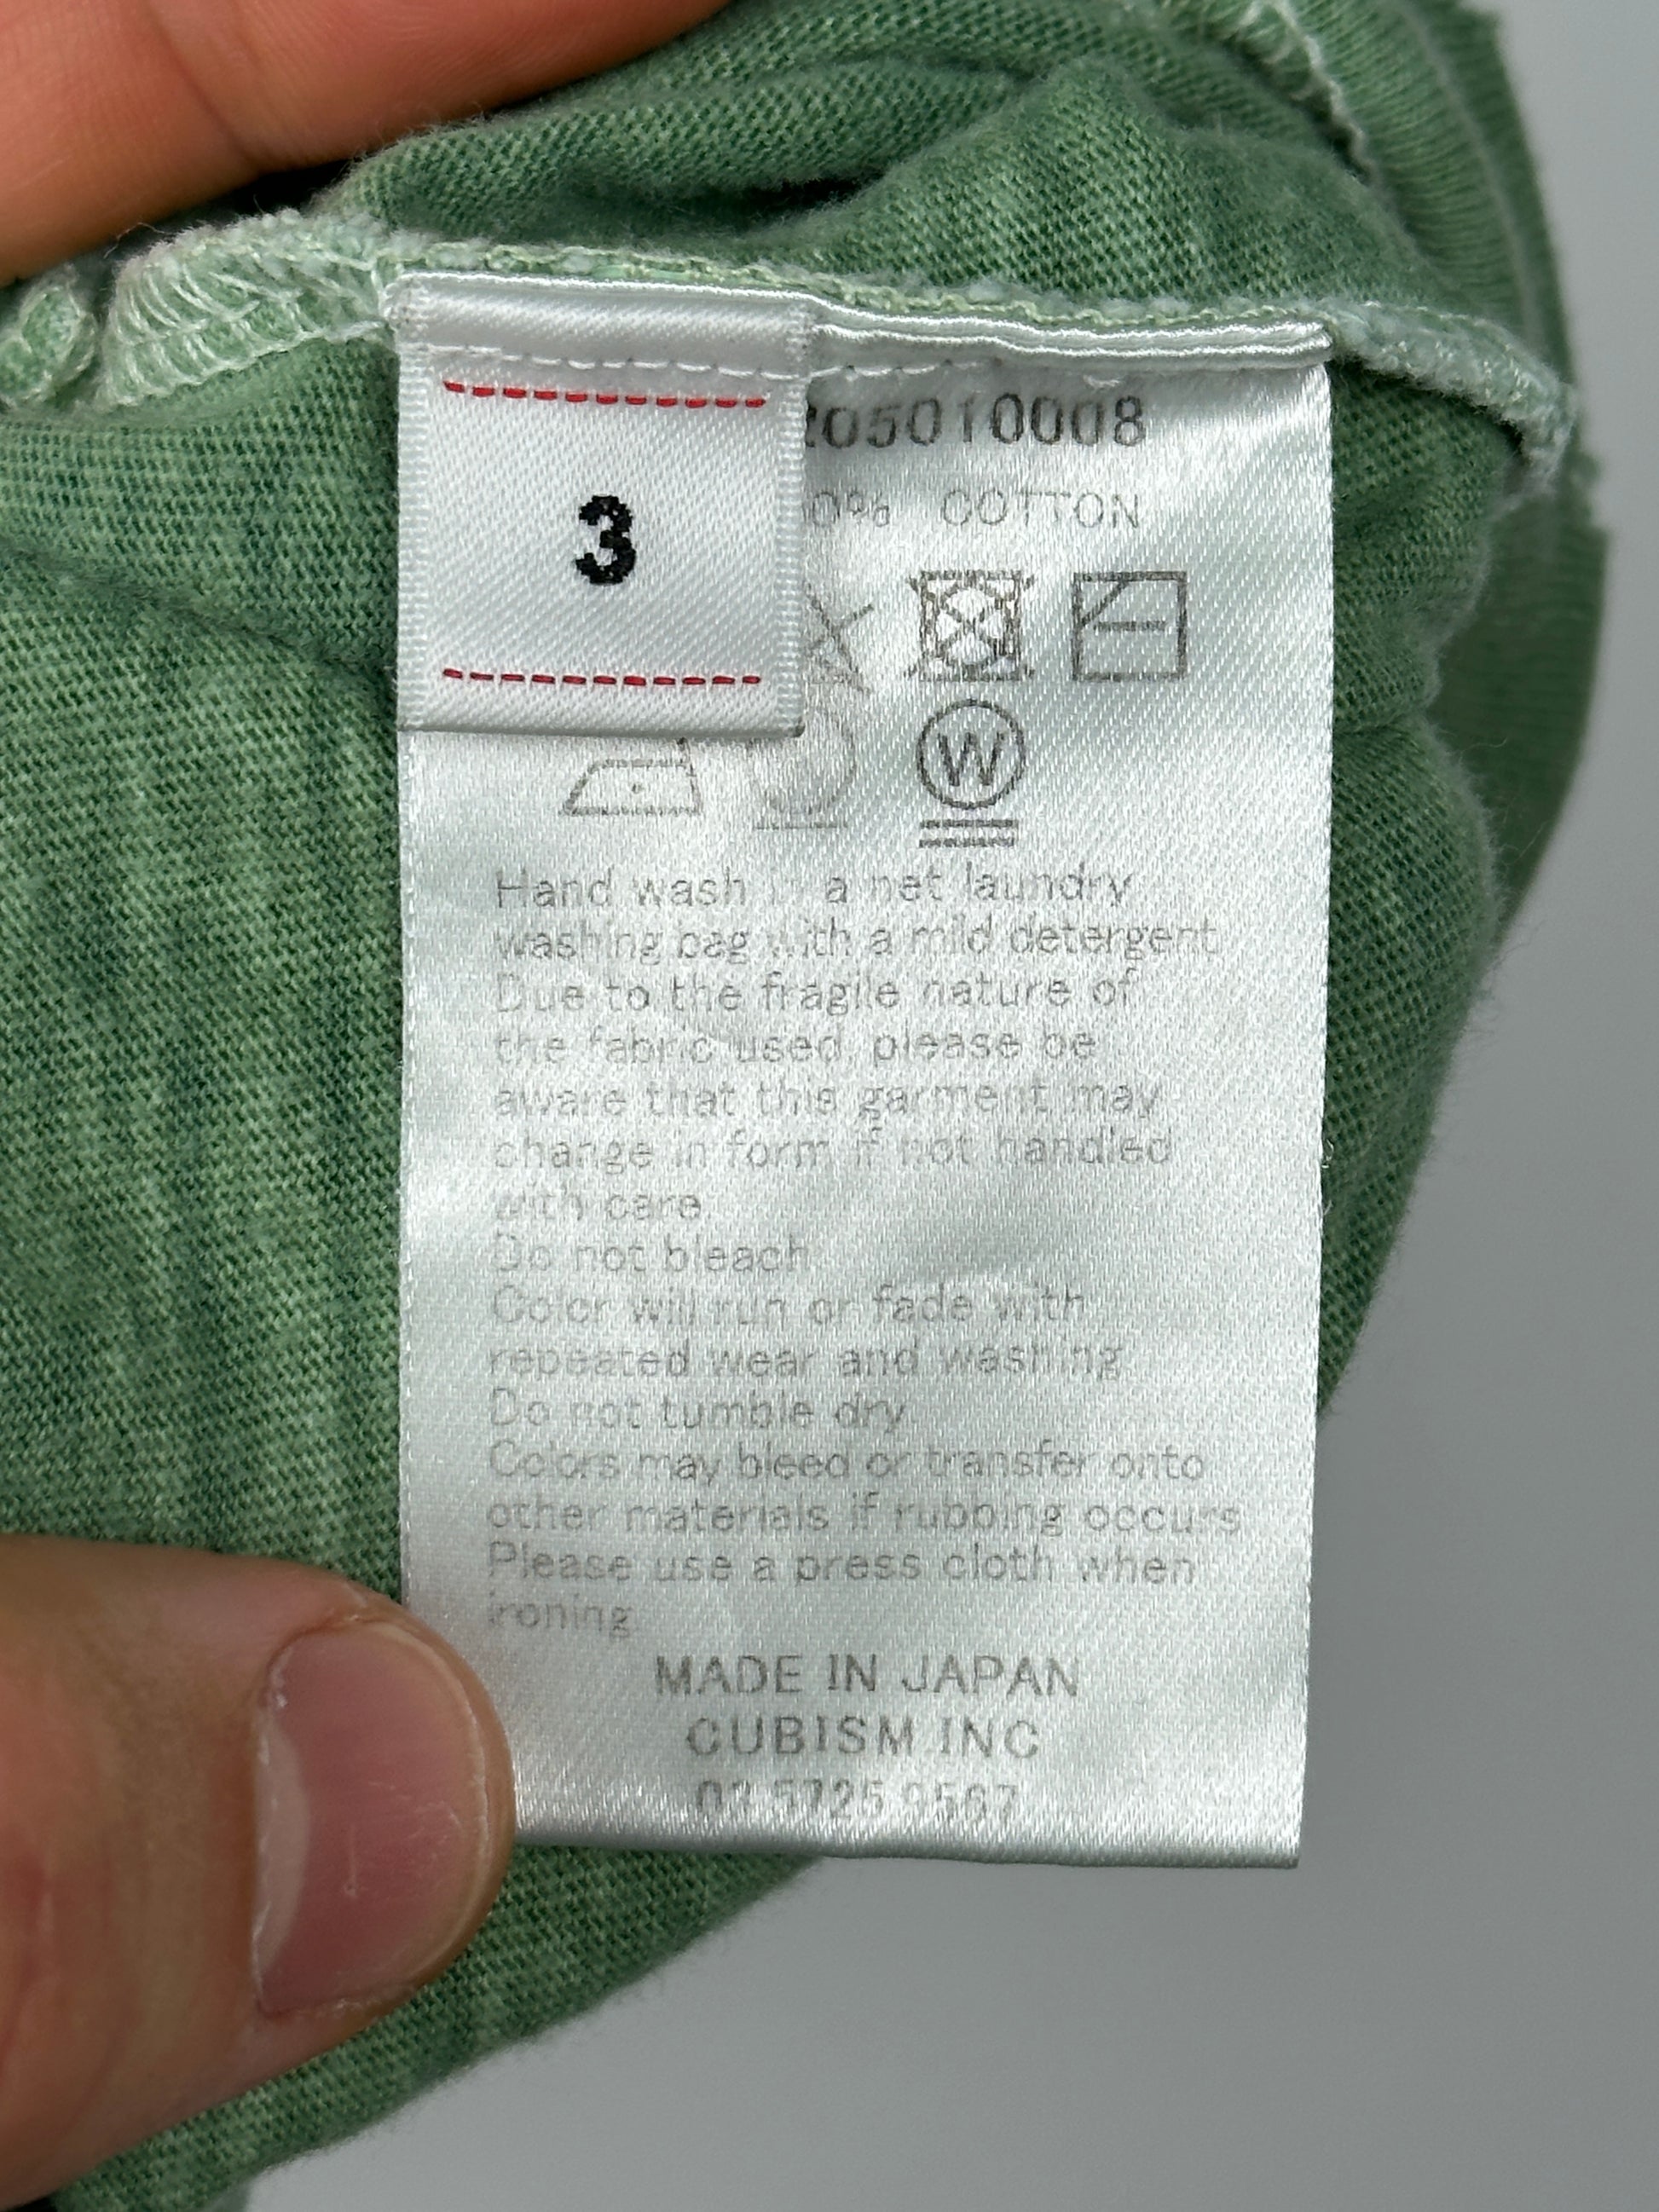 3
205010008
0% COTTON
W
Hand wash in a net laundry
washing bag with a mild detergent
Due to the fragile nature of
the fabric used, please be
aware that this garment may
change in form if not handled
with care
Do not bleach
Color will run or fade with
repeated wear and washing
Do not tumble dry
Colors may bleed or transfer onto
other materials if rubbing occurs
Please use a press cloth when
ironing
MADE IN JAPAN
CUBISM INC
03 5725 9567